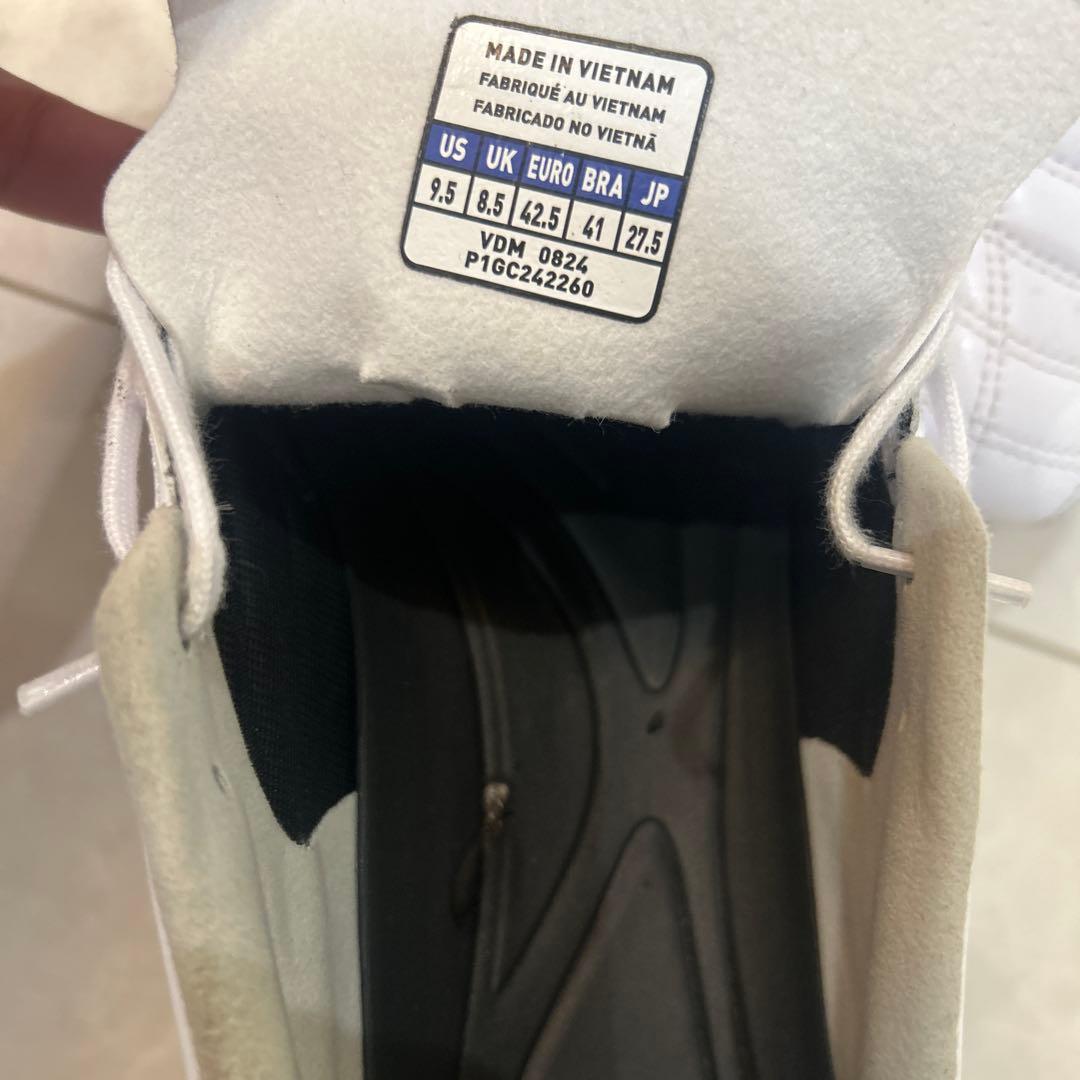 MADE IN VIETNAM
FABRIQUÉ AU VIETNAM
FABRICADO NO VIETNÃ
US UK EURO BRA JP
9.5 8.5 42.5 41 27.5
VDM 0824
P1GC242260